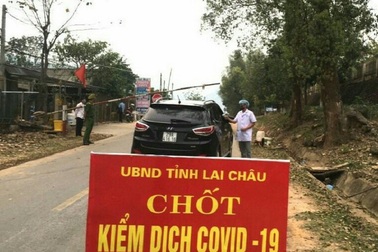 UBND TỈNH LAI CHÂU
CHỐT
KIỂM DỊCH COVID -19